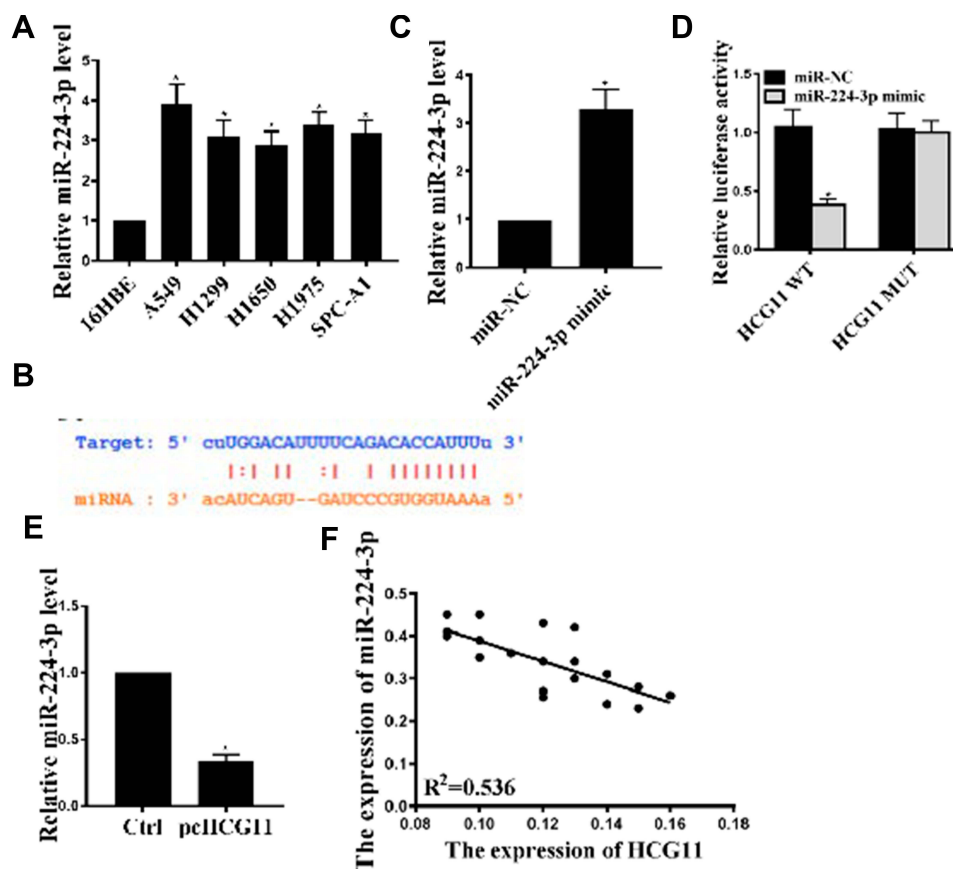 A
Relative miR-224-3p level
5
4
3
2
1
0
16HBE
A549
H1299
H1650
H1975
SPC-A1
C
Relative miR-224-3p level
4
3
2
1
0
miR-NC
miR-224-3p mimic
D
Relative luciferase activity
1.5
1.0
0.5
0.0
miR-NC
miR-224-3p mimic
HCG11 WT
HCG11 MUT
B
Target: 5' cuUGGACAUUUUCAGACACCAUUUu 3'
|:| || :| | ||||||||
miRNA : 3' acAUCAGU--GAUCCCGUGGUAAAa 5'
E
Relative miR-224-3p level
1.5
1.0
0.5
0.0
Ctrl
pcHCG11
F
The expression of miR-224-3p
0.5
0.4
0.3
0.2
0.1
0.0
R²=0.536
0.08 0.10 0.12 0.14 0.16 0.18
The expression of HCG11